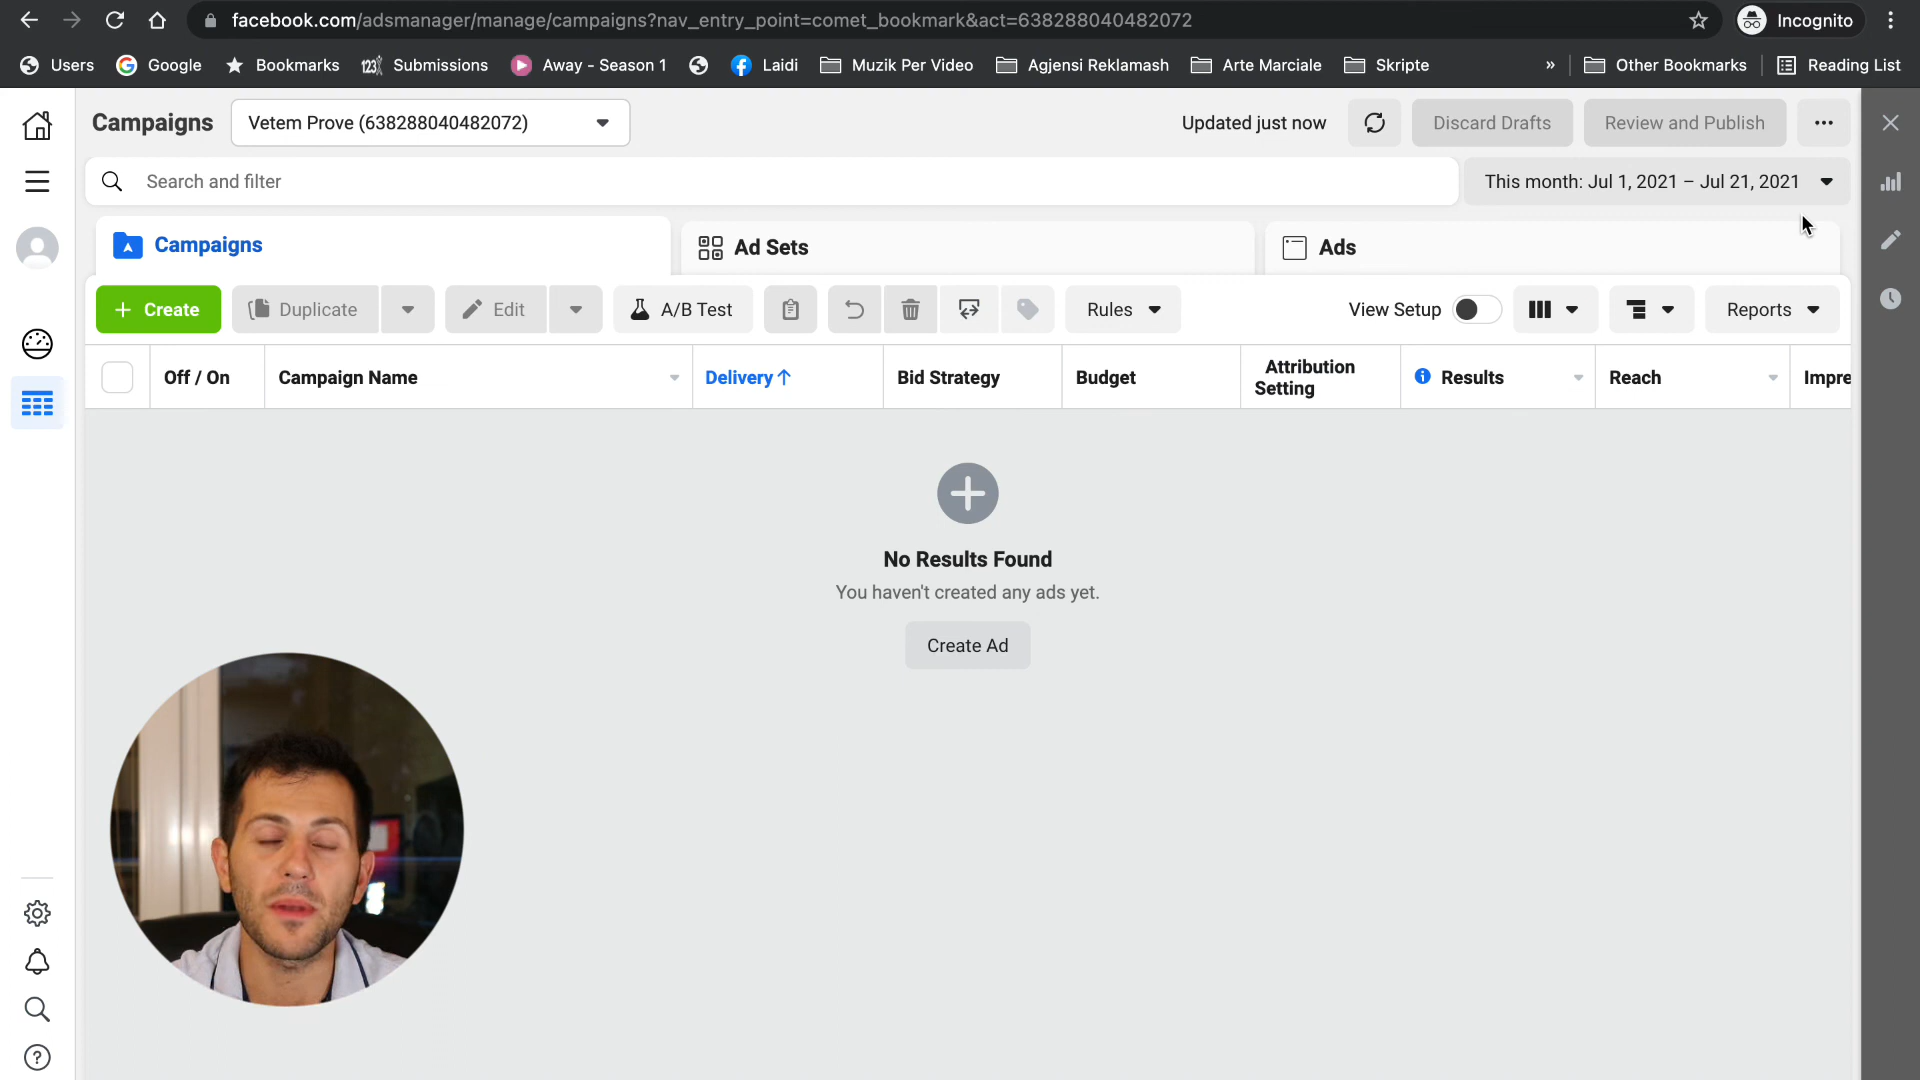 facebook.com/adsmanager/manage/campaigns?nav_entry_point=comet_bookmark&act=638288040482072
Incognito
Users
Google
Bookmarks
123
Submissions
Away - Season 1
Laidi
Muzik Per Video
Agjensi Reklamash
Arte Marciale
Skripte
»
Other Bookmarks
Reading List
Campaigns
Vetem Prove (638288040482072)
Updated just now
Discard Drafts
Review and Publish
Search and filter
This month: Jul 1, 2021 – Jul 21, 2021
Campaigns
Ad Sets
Ads
+ Create
Duplicate
Edit
A/B Test
Rules
View Setup
Reports
Off / On
Campaign Name
Delivery↑
Bid Strategy
Budget
Attribution
Setting
Results
Reach
Impre
No Results Found
You haven't created any ads yet.
Create Ad